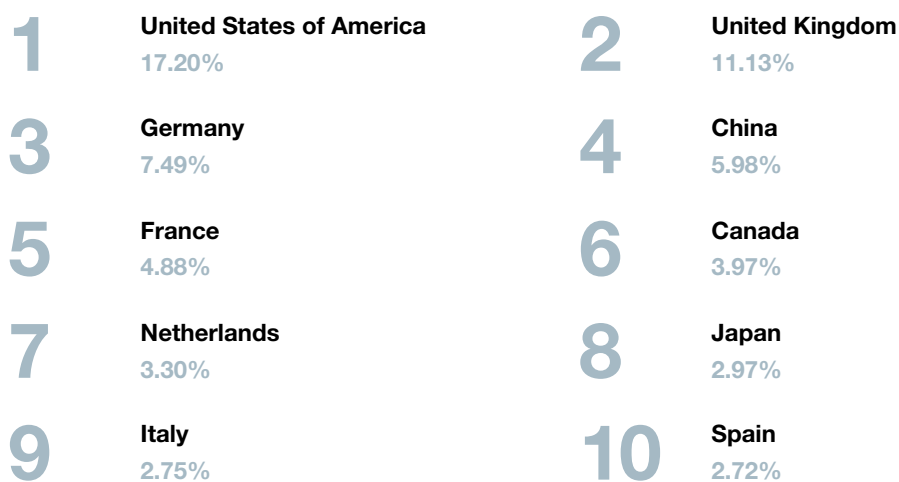 1
United States of America
17.20%
2
United Kingdom
11.13%
3
Germany
7.49%
4
China
5.98%
5
France
4.88%
6
Canada
3.97%
7
Netherlands
3.30%
8
Japan
2.97%
9
Italy
2.75%
10
Spain
2.72%